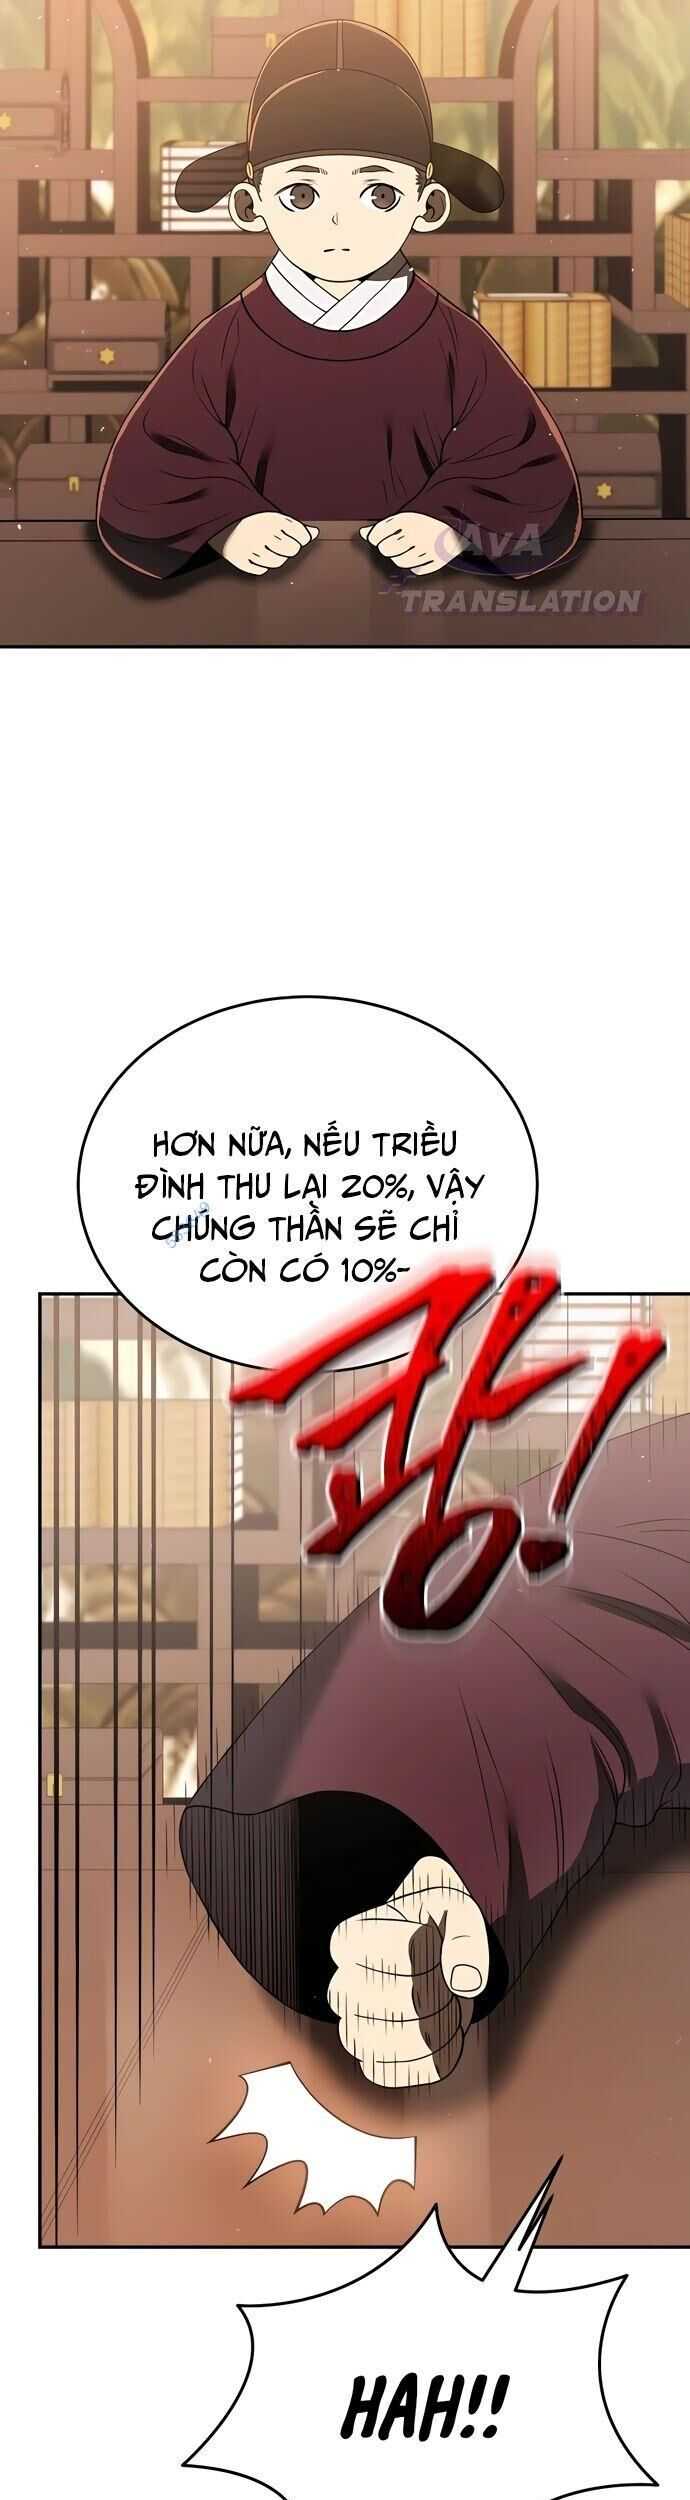 AVA
TRANSLATION
HƠN NỮA, NẾU TRIỀU
ĐÌNH THU LẠI 20%, VẬY
CHÚNG THẦN SẼ CHỈ
CÒN CÓ 10%-
쾅!
HAH!!